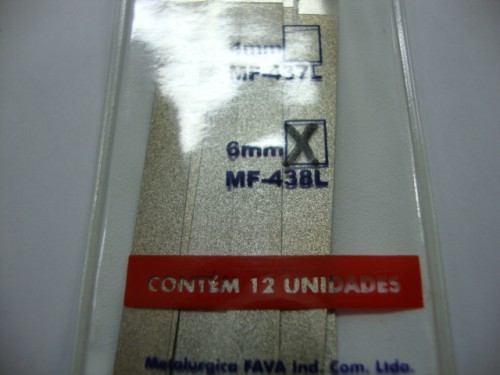 4mm
MF-437L
6mm X
MF-438L
CONTÉM 12 UNIDADES
Metalurgica FAVA Ind. Com. Ltda.